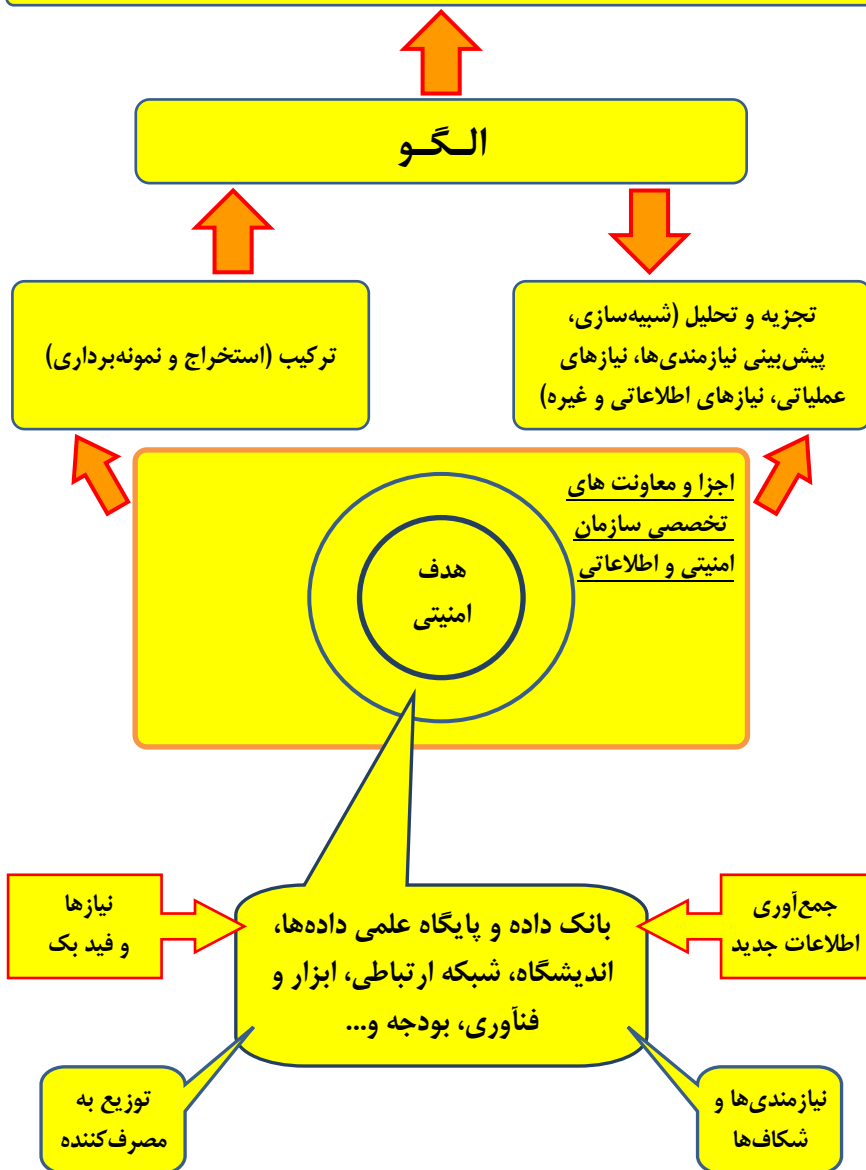 الـگـو
تجزیه و تحلیل (شبیه‌سازی،
پیش‌بینی نیازمندی‌ها، نیازهای
عملیاتی، نیازهای اطلاعاتی و غیره)
ترکیب (استخراج و نمونه‌برداری)
اجزا و معاونت های
تخصصی سازمان
امنیتی و اطلاعاتی
هدف
امنیتی
جمع‌آوری
اطلاعات جدید
بانک داده و پایگاه علمی داده‌ها،
اندیشگاه، شبکه ارتباطی، ابزار و
فنآوری، بودجه و...
نیازها
و فید بک
نیازمندی‌ها و
شکاف‌ها
توزیع به
مصرف‌کننده